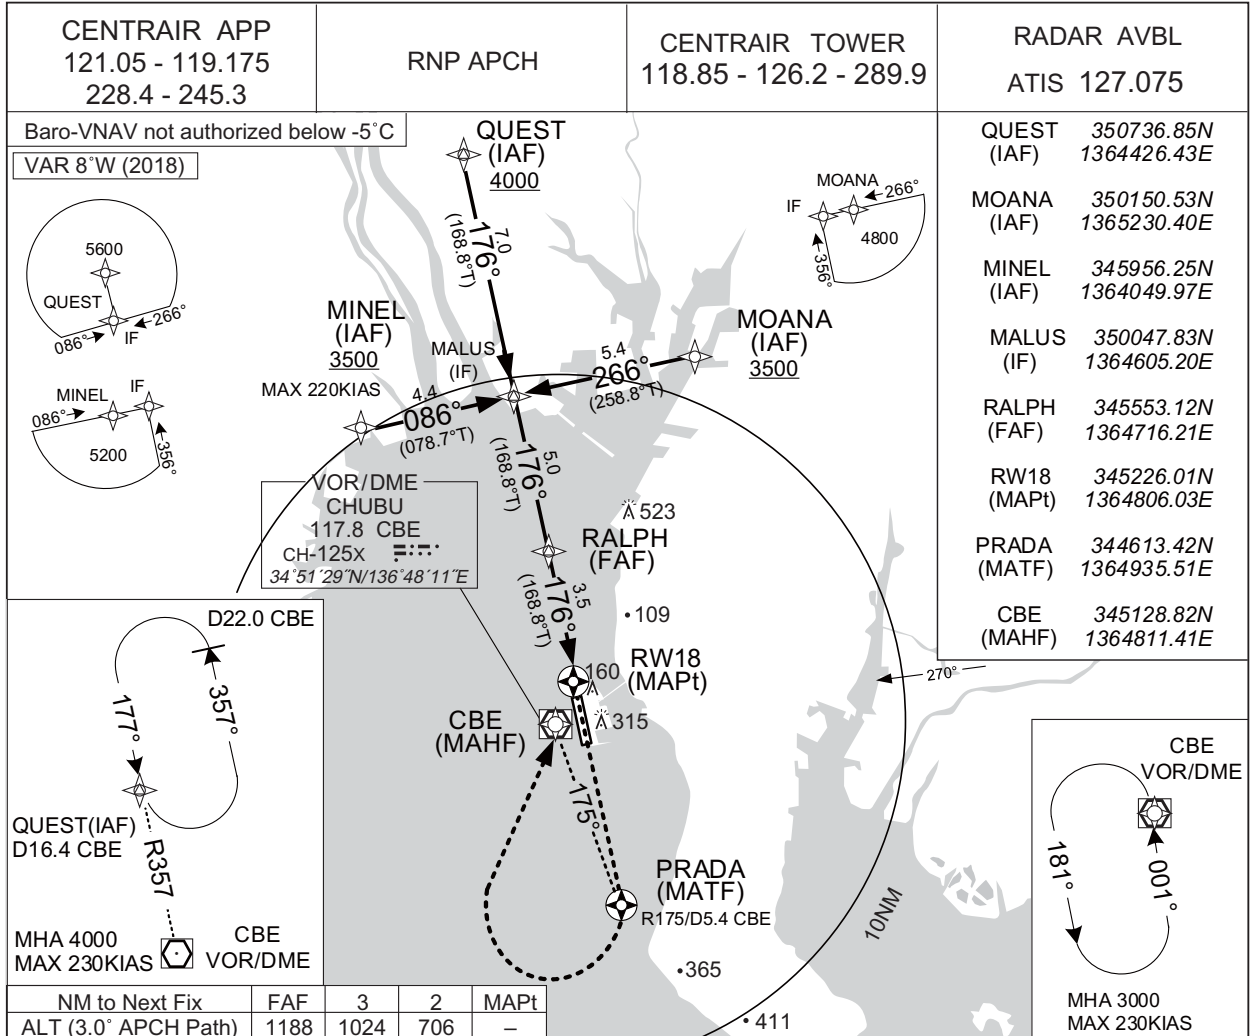 CENTRAIR APP
121.05 - 119.175
228.4 - 245.3
RNP APCH
CENTRAIR TOWER
118.85 - 126.2 - 289.9
RADAR AVBL
ATIS 127.075
Baro-VNAV not authorized below -5°C
VAR 8°W (2018)
5600
QUEST
086°
IF
266°
MINEL
IF
086°
5200
356°
QUEST
(IAF)
4000
7.0
176°
(168.8°T)
MOANA
266°
IF
4800
356°
MINEL
(IAF)
3500
MAX 220KIAS
MALUS
(IF)
4.4
086°
(078.7°T)
5.4
266°
(258.8°T)
MOANA
(IAF)
3500
5.0
176°
(168.8°T)
VOR/DME
CHUBU
117.8 CBE
CH-125X
34°51´29˝N/136°48´11˝E
523
RALPH
(FAF)
3.5
176°
(168.8°T)
109
160
RW18
(MAPt)
315
CBE
(MAHF)
175°
PRADA
(MATF)
R175/D5.4 CBE
10NM
270°
365
411
QUEST 350736.85N
(IAF) 1364426.43E
MOANA 350150.53N
(IAF) 1365230.40E
MINEL 345956.25N
(IAF) 1364049.97E
MALUS 350047.83N
(IF) 1364605.20E
RALPH 345553.12N
(FAF) 1364716.21E
RW18 345226.01N
(MAPt) 1364806.03E
PRADA 344613.42N
(MATF) 1364935.51E
CBE 345128.82N
(MAHF) 1364811.41E
D22.0 CBE
177°
357°
QUEST(IAF)
D16.4 CBE
R357
MHA 4000
MAX 230KIAS
CBE
VOR/DME
CBE
VOR/DME
181°
001°
MHA 3000
MAX 230KIAS
NM to Next Fix FAF 3 2 MAPt
ALT (3.0° APCH Path) 1188 1024 706 –